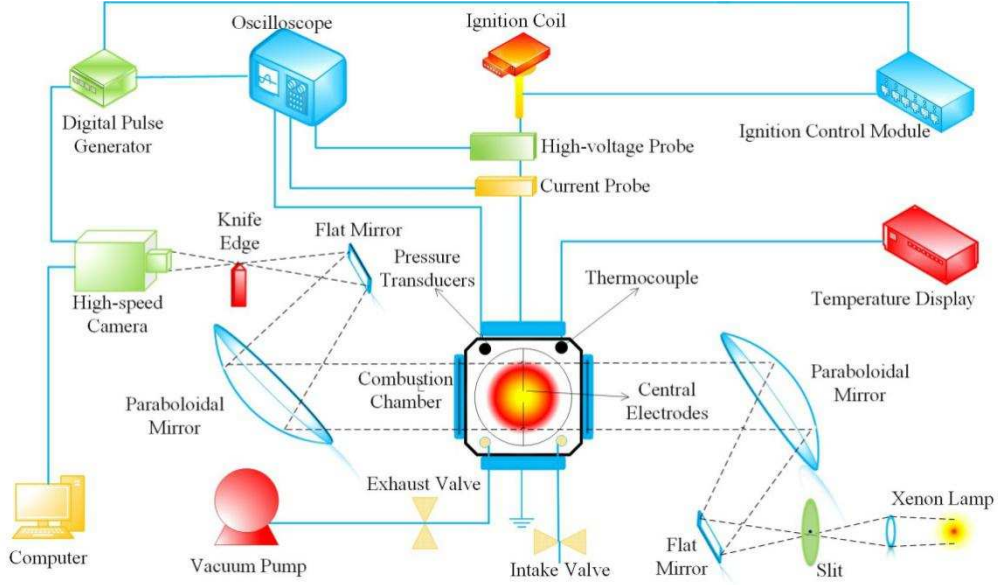 Oscilloscope
Ignition Coil
Digital Pulse
Generator
High-voltage Probe
Ignition Control Module
Current Probe
Knife
Edge
Flat Mirror
Pressure
Transducers
Thermocouple
High-speed
Camera
Temperature Display
Combustion
Chamber
Central
Electrodes
Paraboloidal
Mirror
Paraboloidal
Mirror
Exhaust Valve
Xenon Lamp
Computer
Vacuum Pump
Intake Valve
Flat
Mirror
Slit